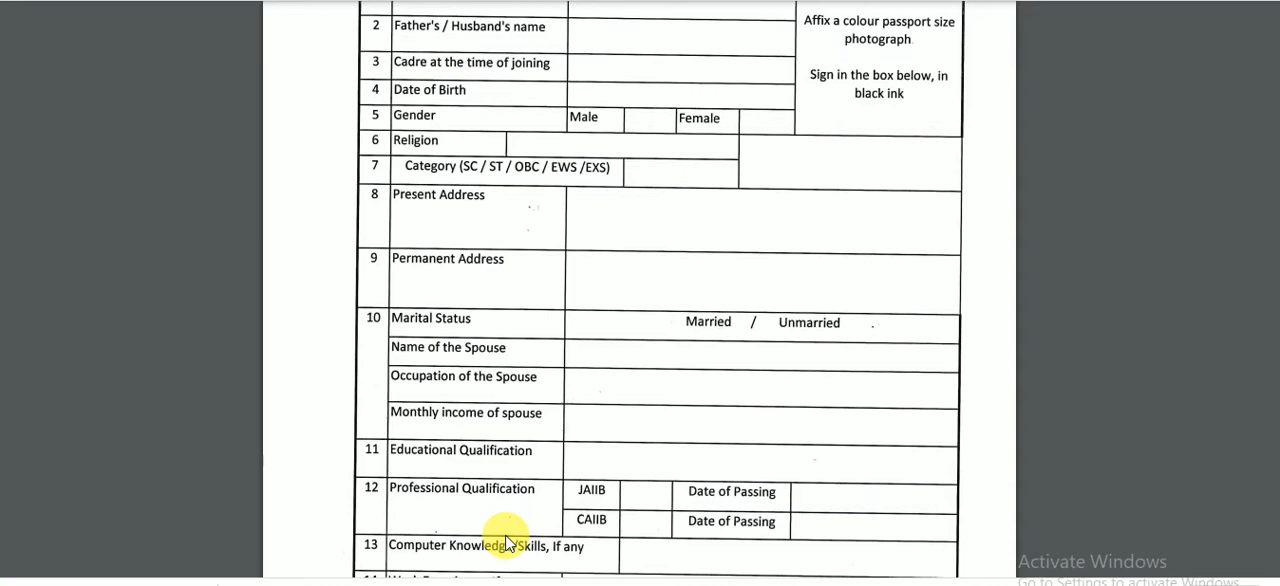 2 Father's / Husband's name
Affix a colour passport size
photograph
3 Cadre at the time of joining
Sign in the box below, in
black ink
4 Date of Birth
5 Gender Male Female
6 Religion
7 Category (SC / ST / OBC / EWS /EXS)
8 Present Address
9 Permanent Address
10 Marital Status Married / Unmarried
Name of the Spouse
Occupation of the Spouse
Monthly income of spouse
11 Educational Qualification
12 Professional Qualification JAIIB Date of Passing
CAIIB Date of Passing
13 Computer Knowledge/Skills, If any
Activate Windows
Go to Settings to activate Windows